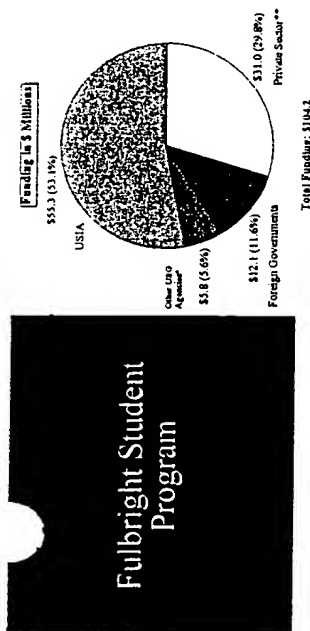 Fulbright Student
Program
Funding in $ Millions
$55.3 (53.1%)
USIA
Other USG
Agencies*
$5.8 (5.6%)
$12.1 (11.6%)
Foreign Governments
$31.0 (29.8%)
Private Sector**
Total Funding: $104.2